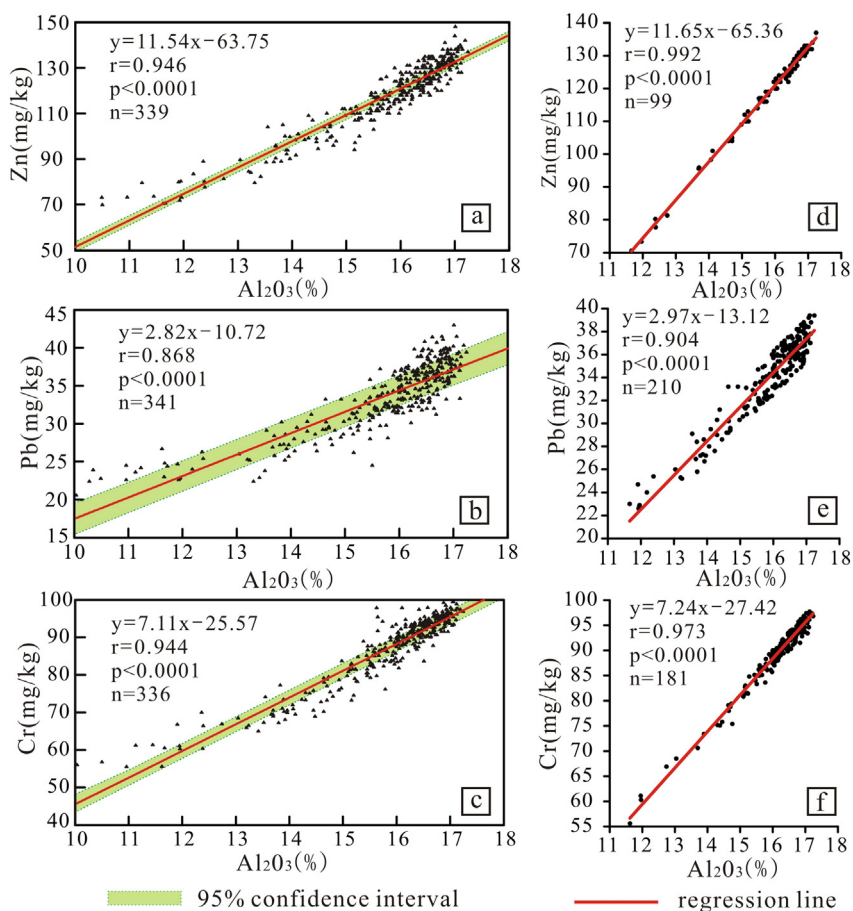 150
130
110
90
70
50
Zn(mg/kg)
y=11.54x−63.75
r=0.946
p<0.0001
n=339
a
10 11 12 13 14 15 16 17 18
Al₂O₃(%)
140
130
120
110
100
90
80
70
Zn(mg/kg)
y=11.65x−65.36
r=0.992
p<0.0001
n=99
d
11 12 13 14 15 16 17 18
Al₂O₃(%)
45
40
35
30
25
20
15
Pb(mg/kg)
y=2.82x−10.72
r=0.868
p<0.0001
n=341
b
10 11 12 13 14 15 16 17 18
Al₂O₃(%)
40
38
36
34
32
30
28
26
24
22
20
Pb(mg/kg)
y=2.97x−13.12
r=0.904
p<0.0001
n=210
e
11 12 13 14 15 16 17 18
Al₂O₃(%)
100
90
80
70
60
50
40
Cr(mg/kg)
y=7.11x−25.57
r=0.944
p<0.0001
n=336
c
10 11 12 13 14 15 16 17 18
Al₂O₃(%)
100
95
90
85
80
75
70
65
60
55
Cr(mg/kg)
y=7.24x−27.42
r=0.973
p<0.0001
n=181
f
11 12 13 14 15 16 17 18
Al₂O₃(%)
95% confidence interval
regression line